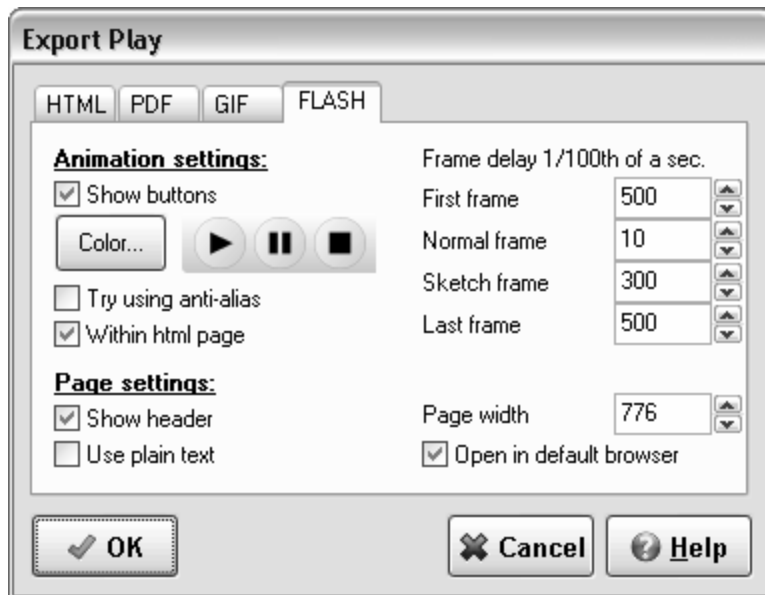 Export Play
HTML PDF GIF FLASH
Animation settings:
Show buttons
Color...
Try using anti-alias
Within html page
Page settings:
Show header
Use plain text
Frame delay 1/100th of a sec.
First frame 500
Normal frame 10
Sketch frame 300
Last frame 500
Page width 776
Open in default browser
OK Cancel Help